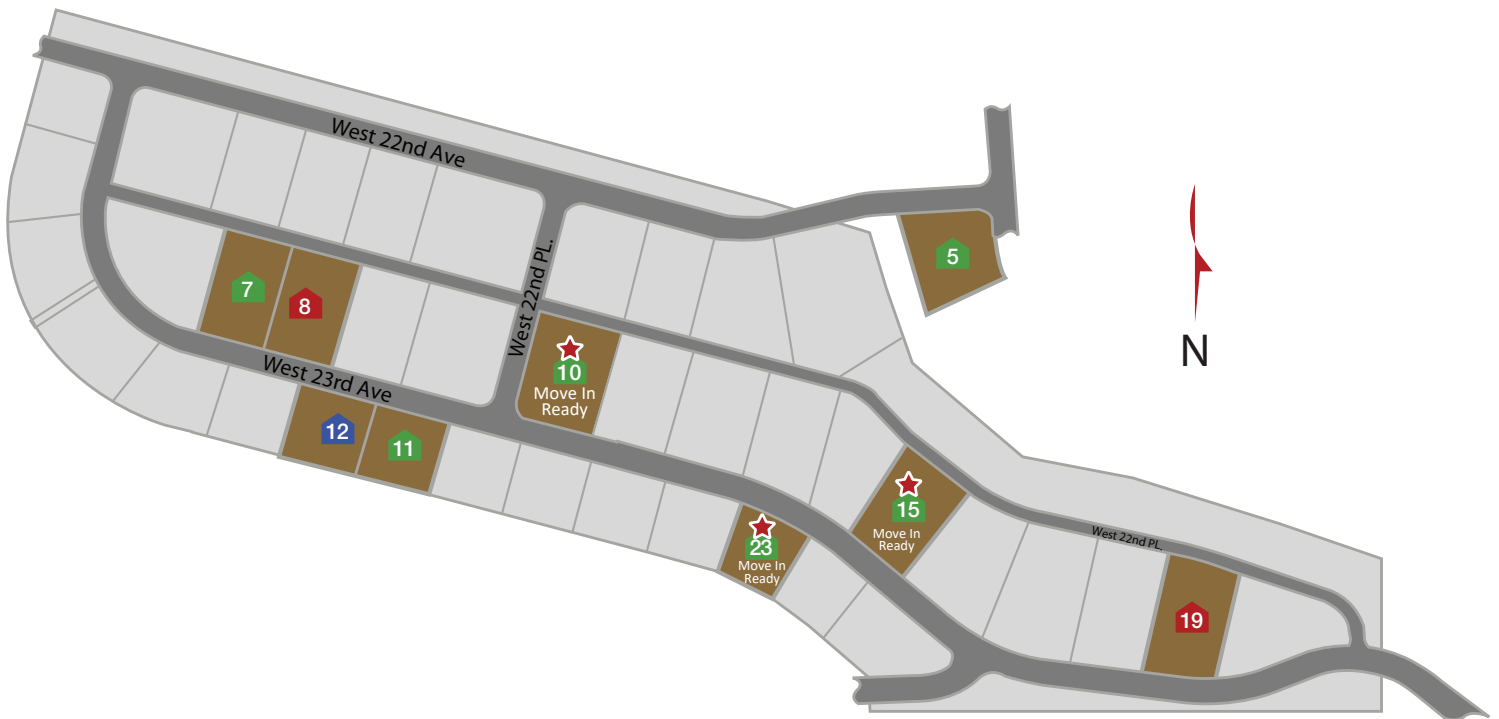 West 22nd Ave
5
West 22nd PL.
7
8
N
10
Move In
Ready
West 23rd Ave
12
11
15
Move In
Ready
23
Move In
Ready
West 22nd PL.
19